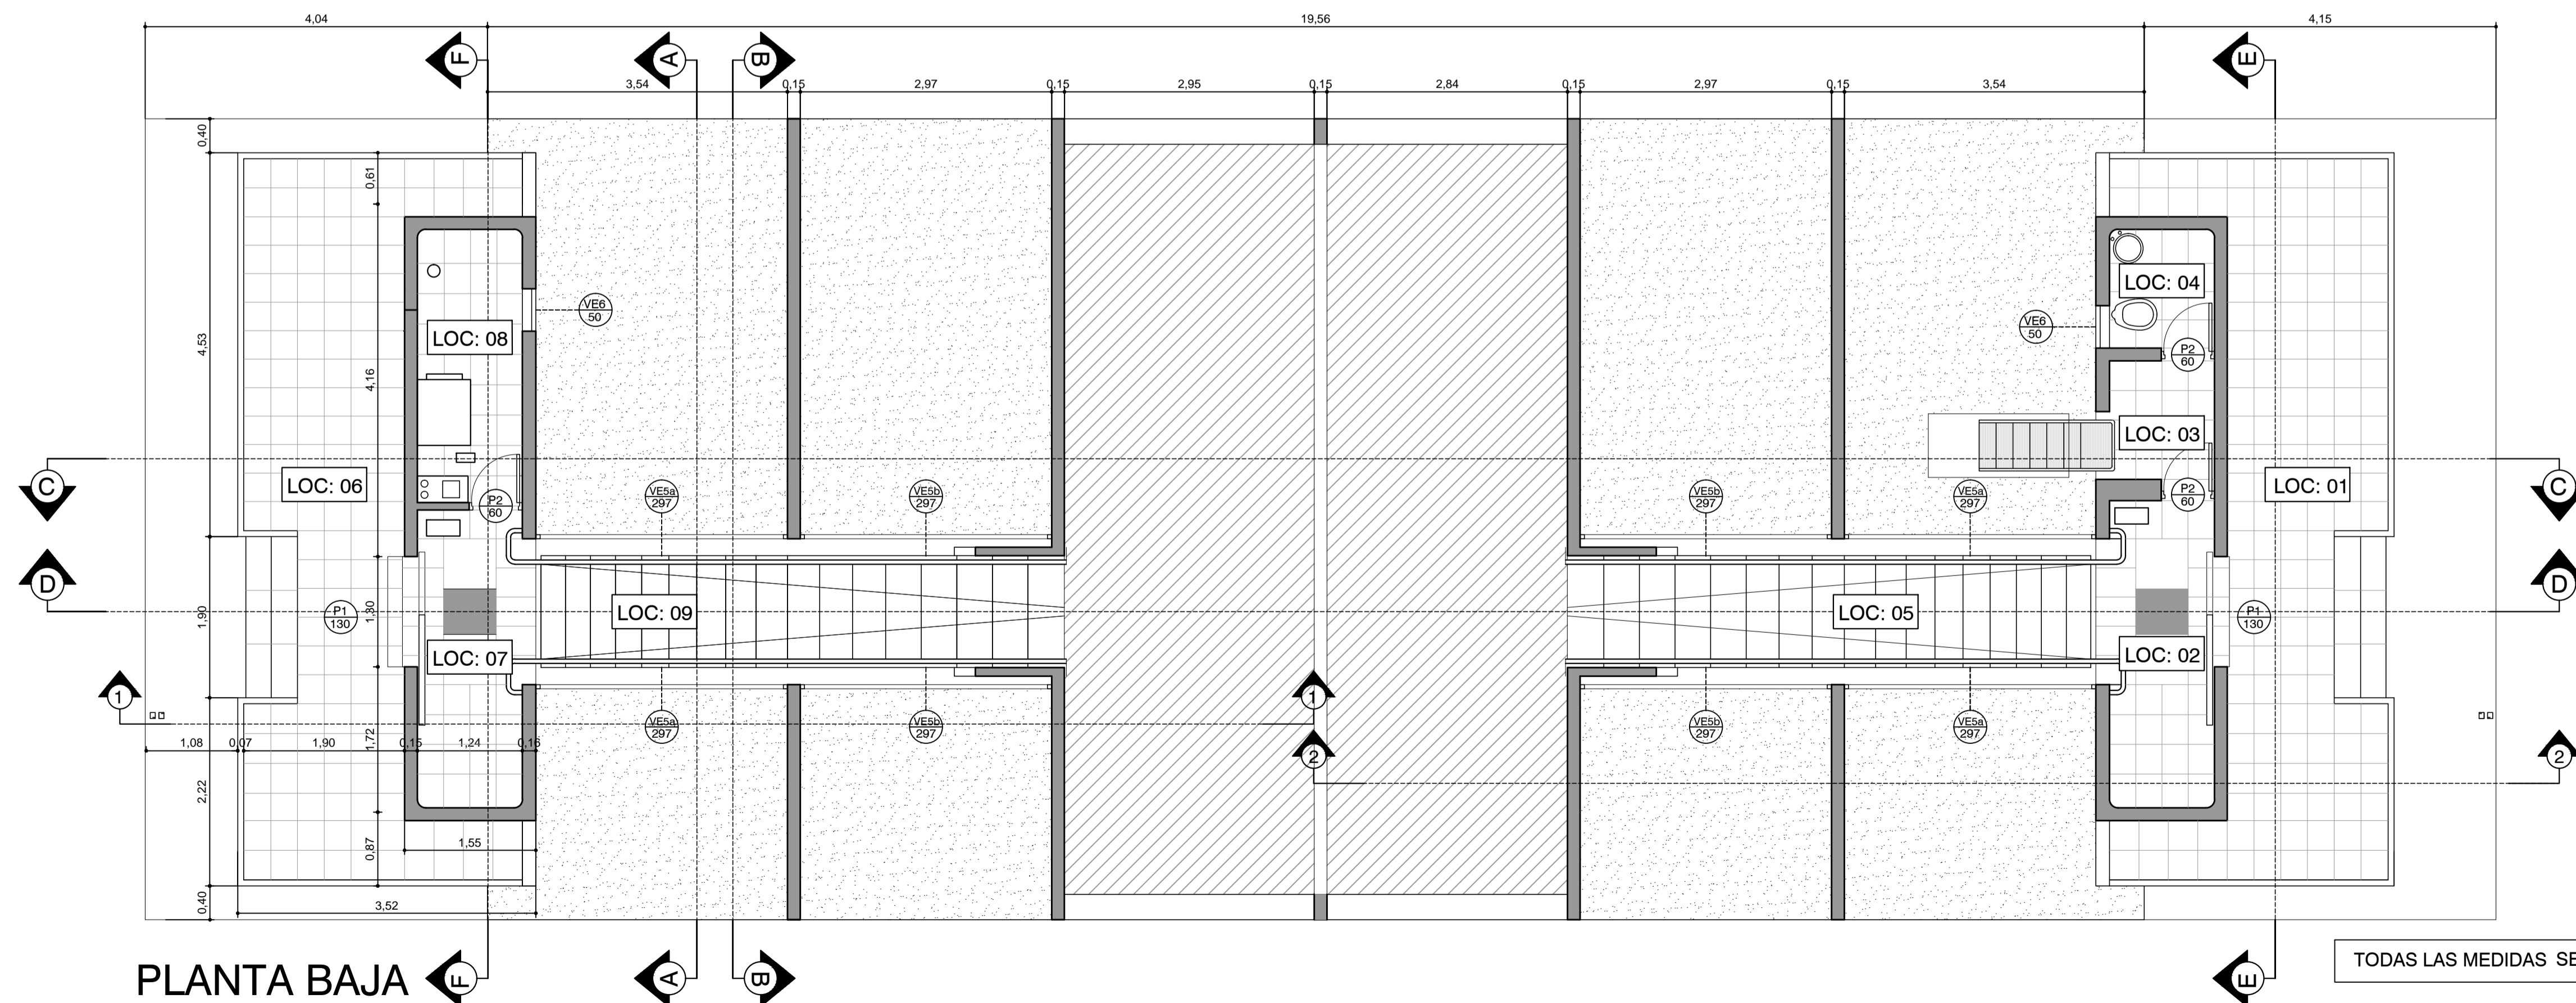 4,04
19,56
4,15
F
A
B
E
3,54
0,15
2,97
0,15
2,95
0,15
2,84
0,15
2,97
0,15
3,54
0,40
0,61
LOC: 04
VE6
50
VE6
50
LOC: 08
P2
60
4,53
4,16
LOC: 03
C
LOC: 06
P2
60
VE5a
297
VE5b
297
VE5b
297
VE5a
297
P2
60
LOC: 01
C
D
1,90
P1
130
1,30
LOC: 09
LOC: 05
P1
130
D
LOC: 07
LOC: 02
1
1
1,08
0,07
1,90
0,15
1,24
0,16
1,72
VE5a
297
VE5b
297
VE5b
297
VE5a
297
2
2
2,22
0,87
1,55
0,40
3,52
PLANTA BAJA
F
A
B
E
TODAS LAS MEDIDAS SE